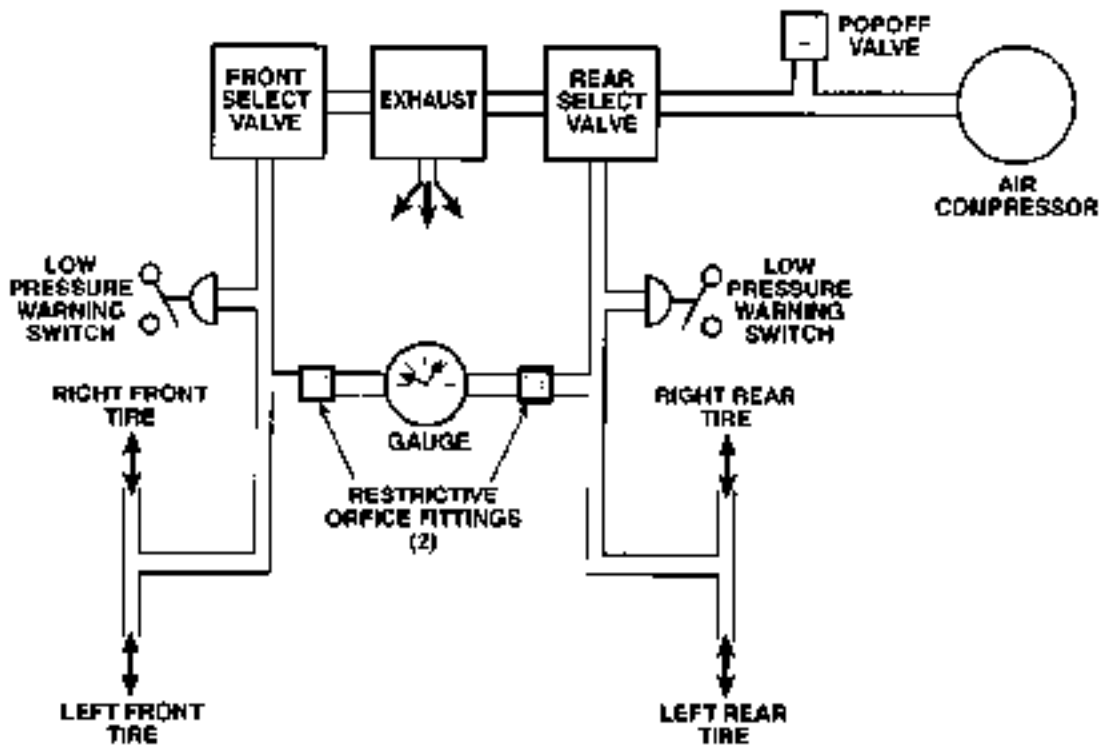 POPOFF
VALVE
FRONT
SELECT
VALVE
EXHAUST
REAR
SELECT
VALVE
AIR
COMPRESSOR
LOW
PRESSURE
WARNING
SWITCH
LOW
PRESSURE
WARNING
SWITCH
RIGHT FRONT
TIRE
GAUGE
RIGHT REAR
TIRE
RESTRICTIVE
ORFICE FITTINGS
(2)
LEFT FRONT
TIRE
LEFT REAR
TIRE